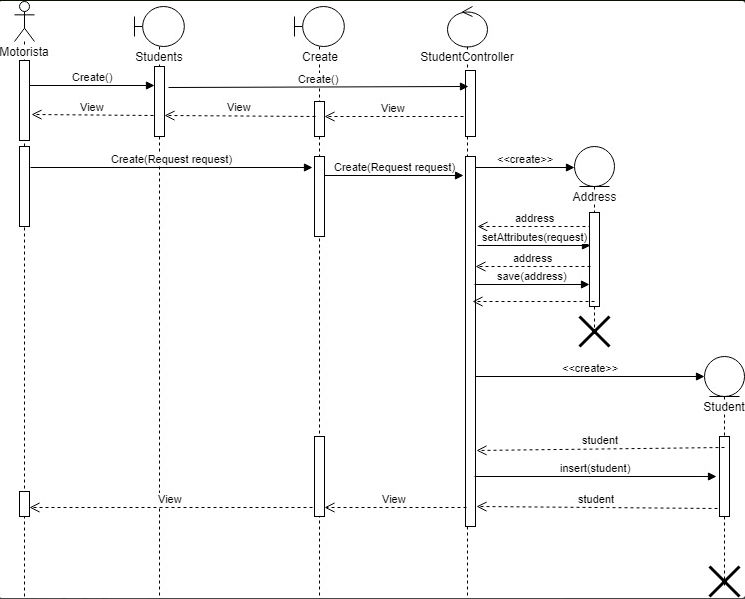 Motorista
Students
Create
StudentController
Create()
Create()
View
View
View
Create(Request request)
Create(Request request)
<<create>>
Address
address
setAttributes(request)
address
save(address)
<<create>>
Student
student
insert(student)
View
View
student